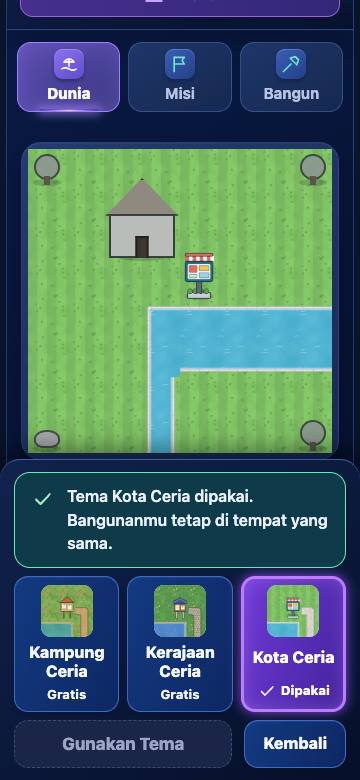 Dunia
Misi
Bangun
Tema Kota Ceria dipakai.
Bangunanmu tetap di tempat yang
sama.
Kampung
Ceria
Gratis
Kerajaan
Ceria
Gratis
Kota Ceria
Dipakai
Gunakan Tema
Kembali